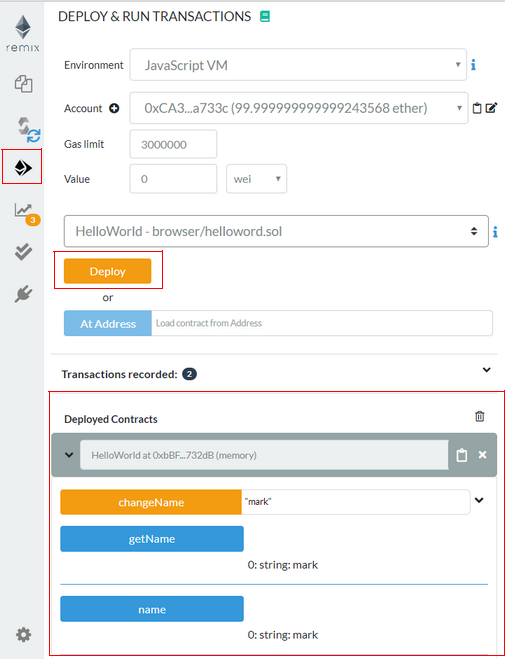 DEPLOY & RUN TRANSACTIONS
remix
Environment JavaScript VM
Account 0xCA3...a733c (99.999999999999243568 ether)
Gas limit 3000000
Value 0 wei
HelloWorld - browser/helloword.sol
Deploy
or
At Address Load contract from Address
3
Transactions recorded: 2
Deployed Contracts
HelloWorld at 0xbBF...732dB (memory)
changeName "mark"
getName
0: string: mark
name
0: string: mark